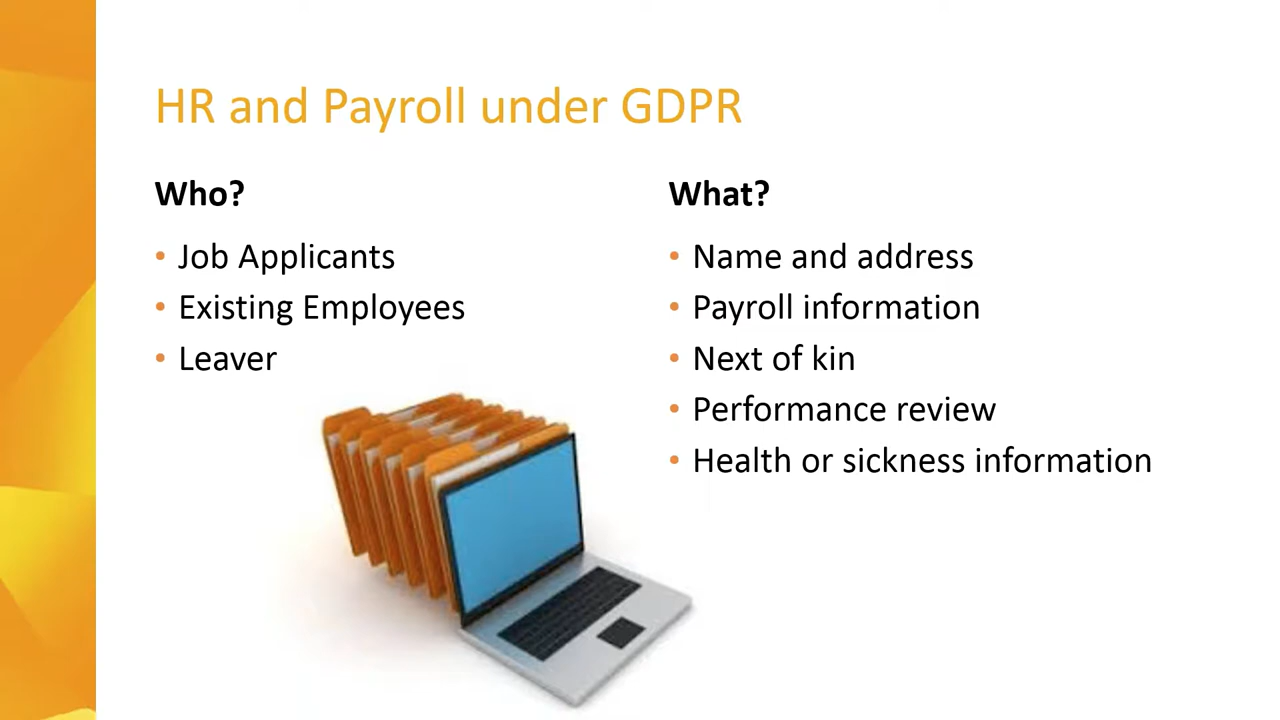 HR and Payroll under GDPR
Who?
• Job Applicants
• Existing Employees
• Leaver
What?
• Name and address
• Payroll information
• Next of kin
• Performance review
• Health or sickness information